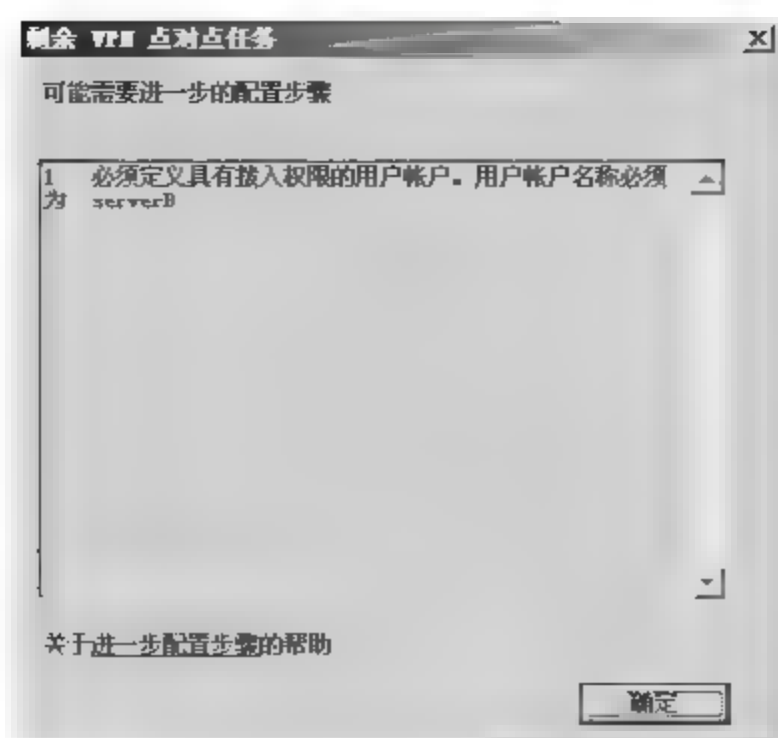 剩余 VPN 点对点任务
可能需要进一步的配置步骤
1 必须定义具有拨入权限的用户帐户。用户帐户名称必须
为 serverB
关于进一步配置步骤的帮助
确定